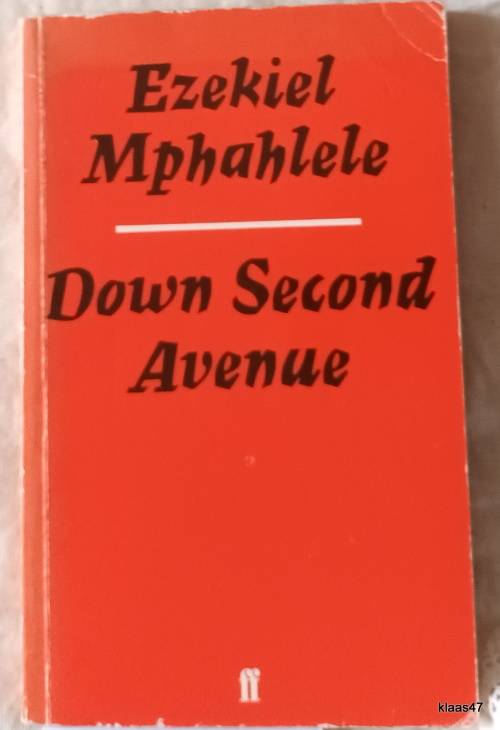 Ezekiel
Mphahlele
Down Second
Avenue
ff
klaas47